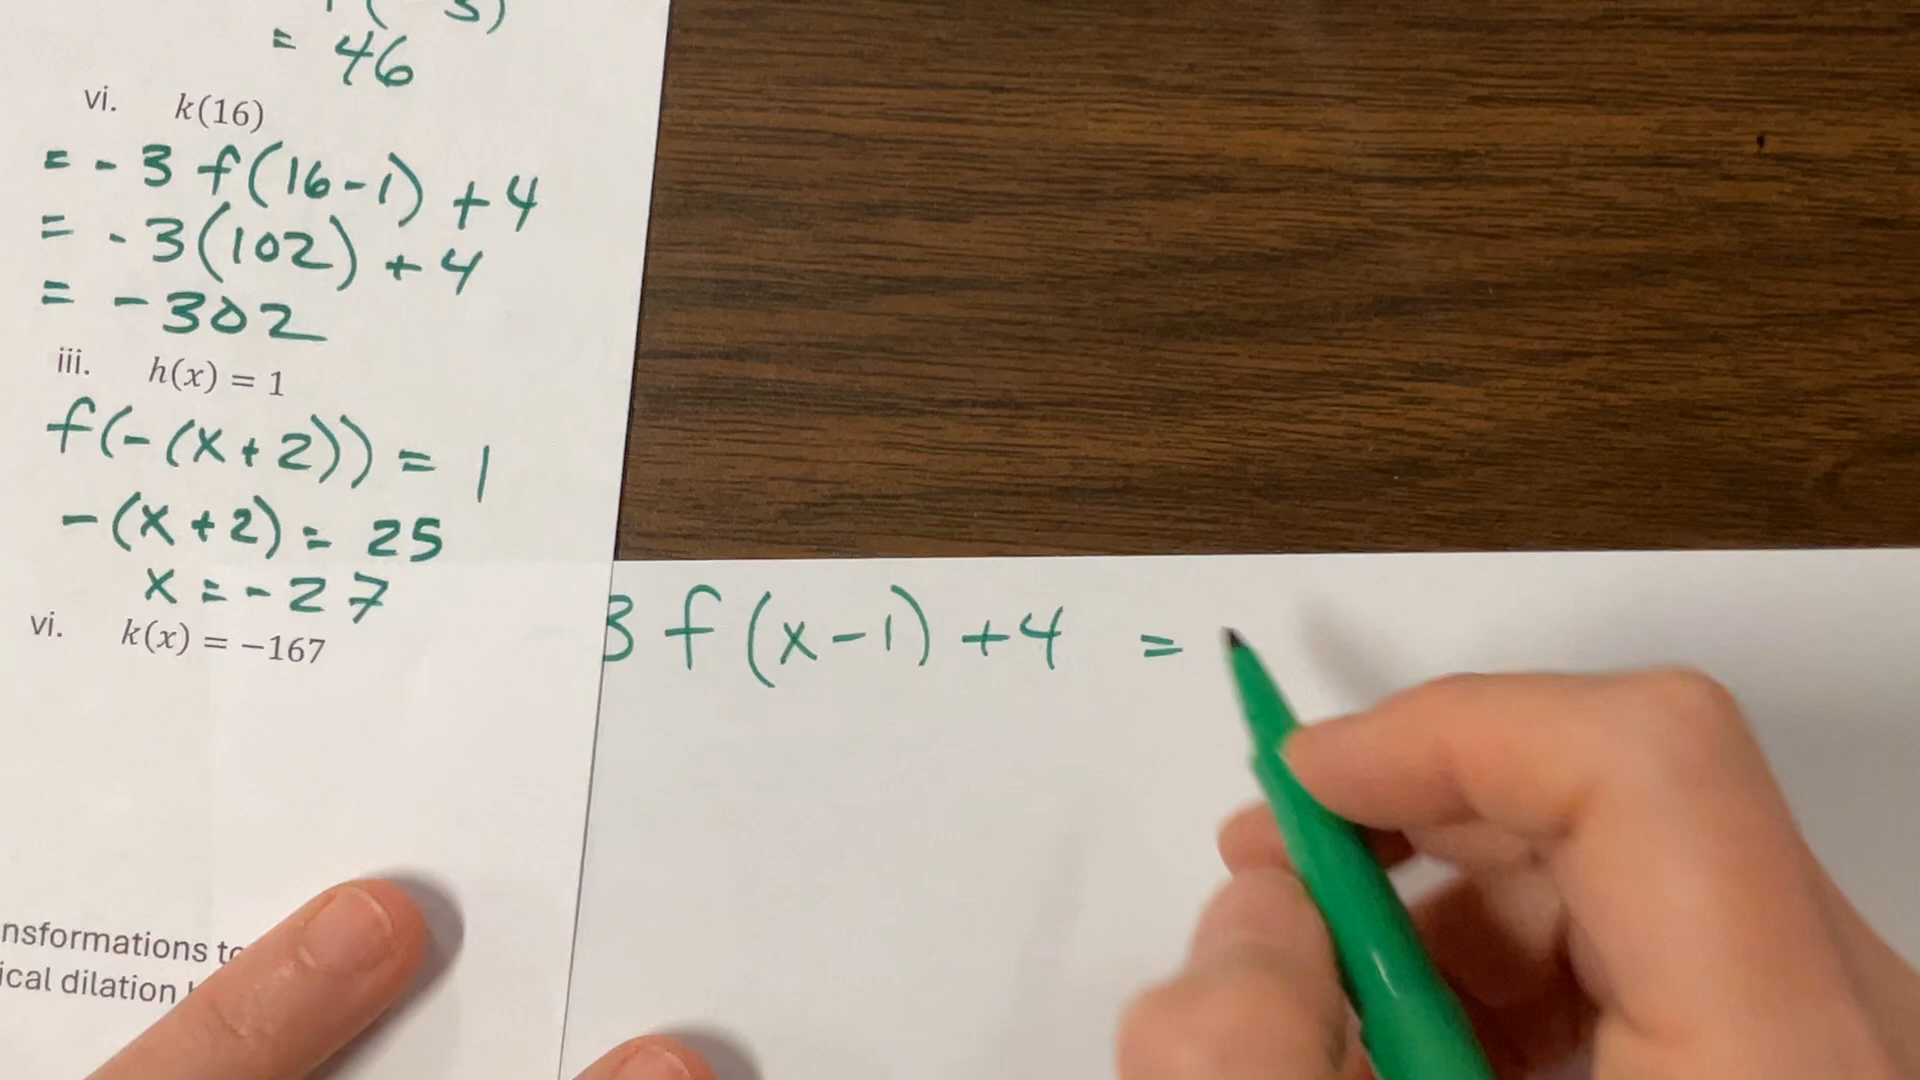 = 46
vi. k(16)
= - 3 f(16-1) + 4
= - 3(102) + 4
= - 302
iii. h(x) = 1
f(-(x+2)) = 1
-(x+2) = 25
x = -27
vi. k(x) = −167
3 f(x-1) + 4 =
nsformations
ical dilation